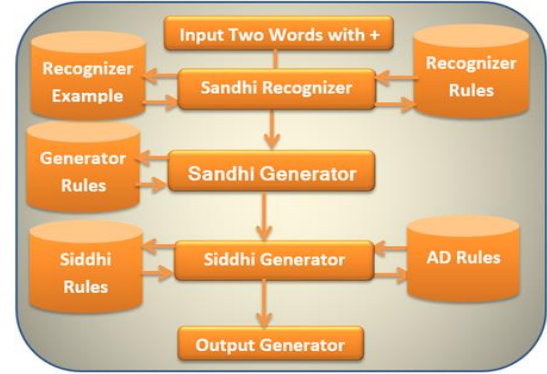 Input Two Words with +
Recognizer
Example
Sandhi Recognizer
Recognizer
Rules
Generator
Rules
Sandhi Generator
Siddhi
Rules
Siddhi Generator
AD Rules
Output Generator